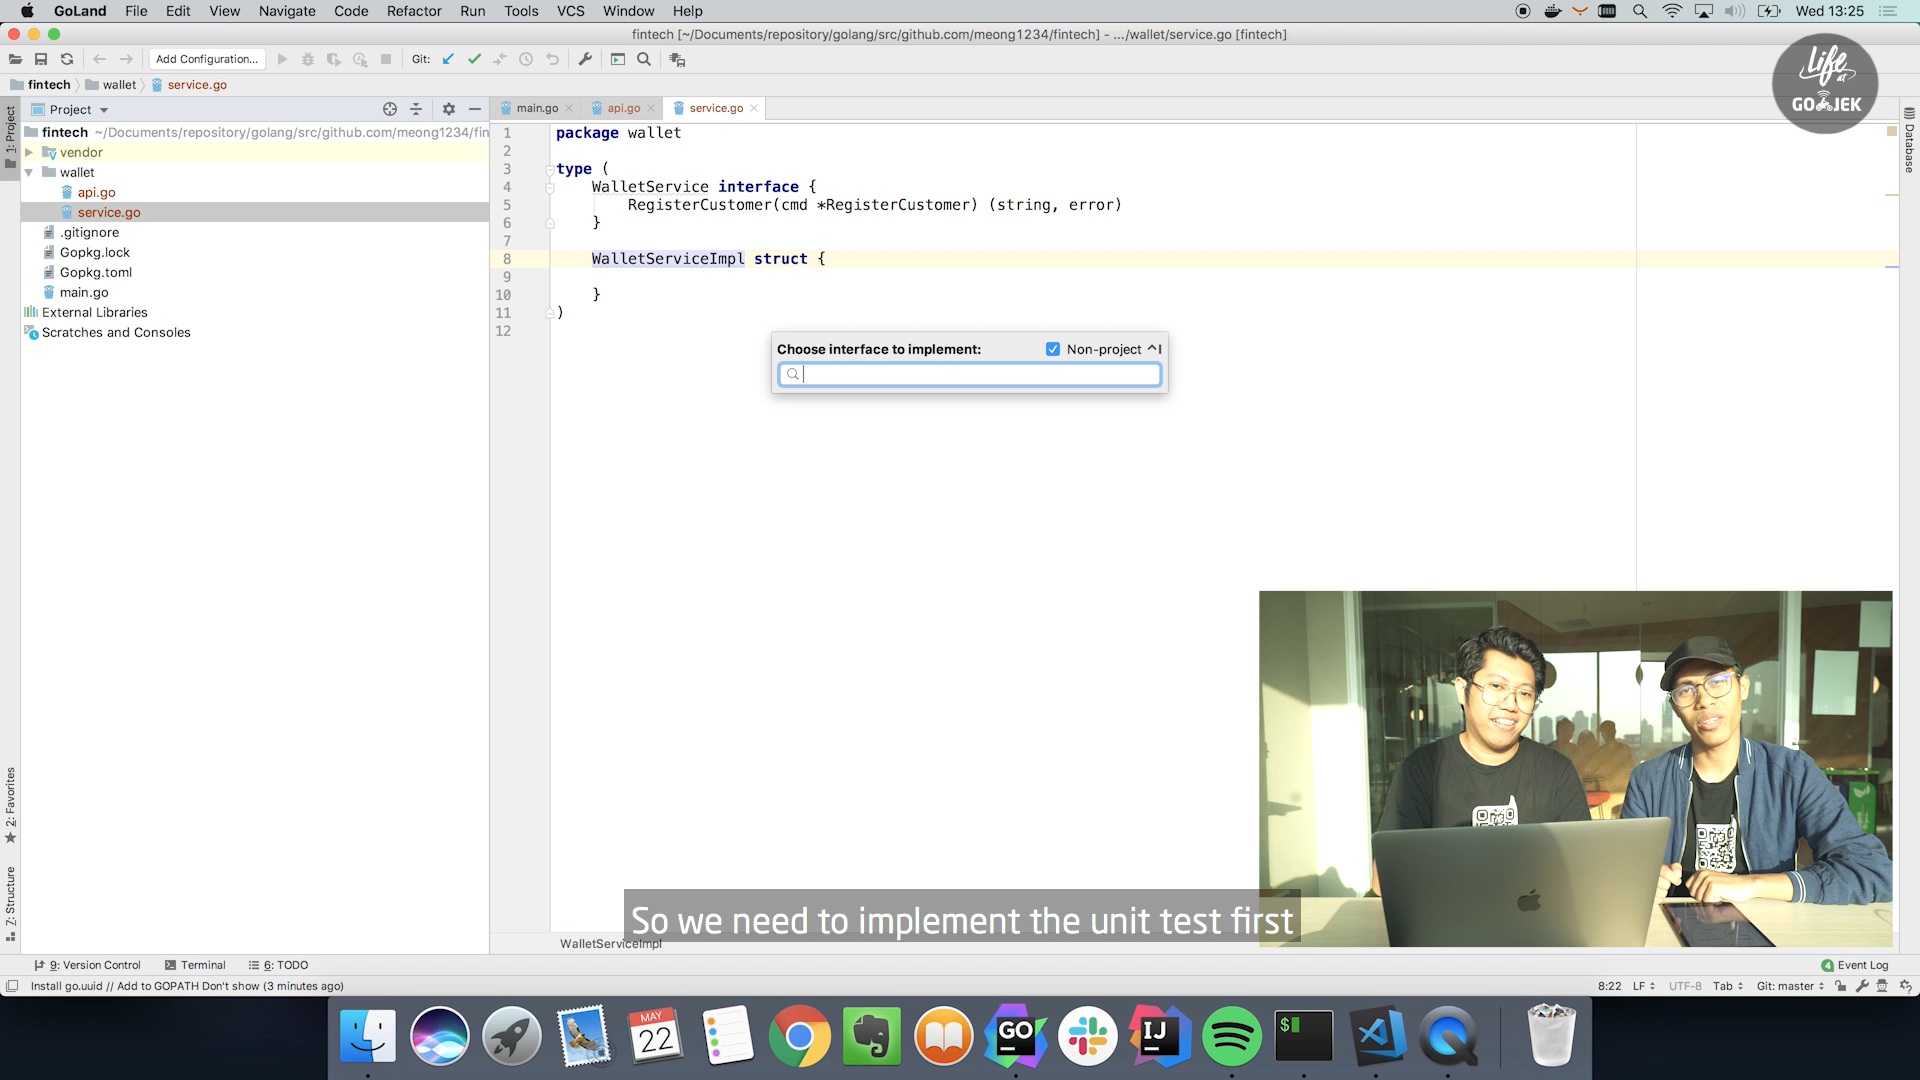 GoLand File Edit View Navigate Code Refactor Run Tools VCS Window Help
Wed 13:25
fintech [~/Documents/repository/golang/src/github.com/meong1234/fintech] - .../wallet/service.go [fintech]
Life at
GOJEK
Add Configuration...
Git:
fintech wallet service.go
Project
main.go api.go service.go
1: Project
Database
fintech ~/Documents/repository/golang/src/github.com/meong1234/fin
vendor
wallet
api.go
service.go
.gitignore
Gopkg.lock
Gopkg.toml
main.go
External Libraries
Scratches and Consoles
1 package wallet
2
3 type (
4 WalletService interface {
5 RegisterCustomer(cmd *RegisterCustomer) (string, error)
6 }
7
8 WalletServiceImpl struct {
9
10 }
11 )
12
Choose interface to implement: Non-project ^I
2: Favorites
7: Structure
So we need to implement the unit test first
WalletServiceImpl
9: Version Control Terminal 6: TODO
4 Event Log
Install go.uuid // Add to GOPATH Don't show (3 minutes ago)
8:22 LF UTF-8 Tab Git: master
MAY
22
GO
IJ
$